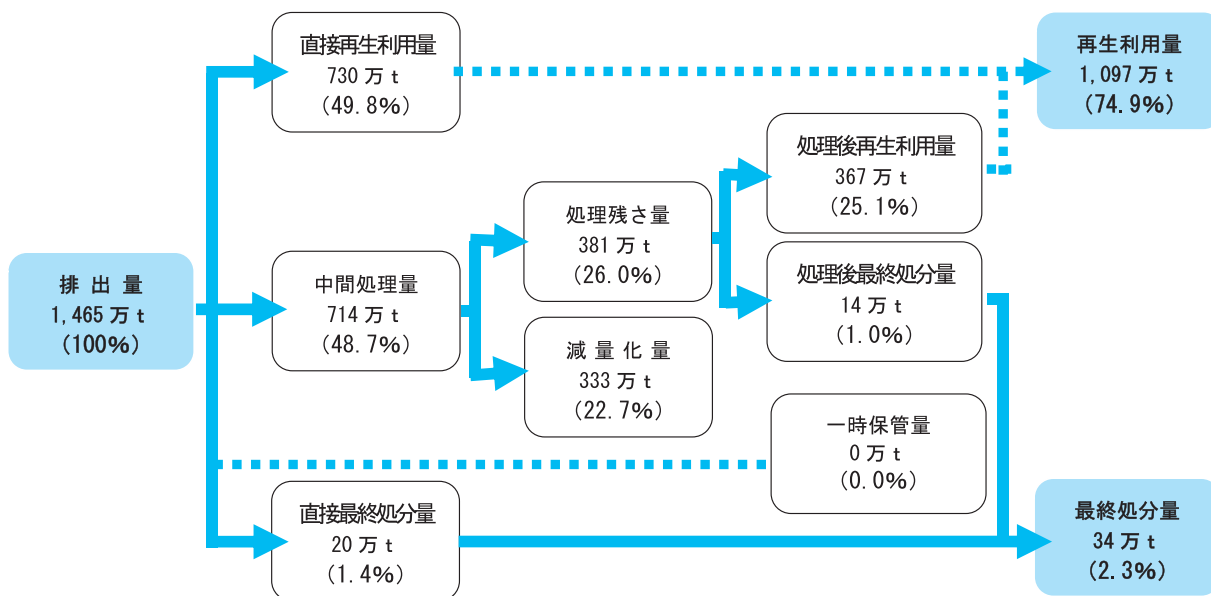 直接再生利用量
730 万 t
(49.8%)
再生利用量
1,097 万 t
(74.9%)
処理後再生利用量
367 万 t
(25.1%)
処理残さ量
381 万 t
(26.0%)
排出量
1,465 万 t
(100%)
中間処理量
714 万 t
(48.7%)
処理後最終処分量
14 万 t
(1.0%)
減量化量
333 万 t
(22.7%)
一時保管量
0 万 t
(0.0%)
直接最終処分量
20 万 t
(1.4%)
最終処分量
34 万 t
(2.3%)